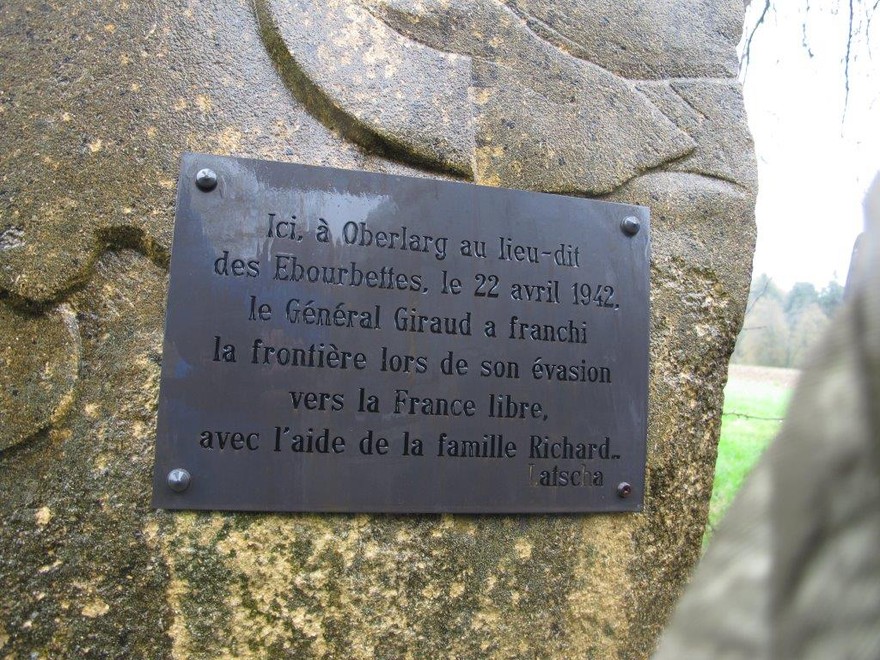 Ici, à Oberlarg au lieu-dit
des Ebourbettes, le 22 avril 1942,
le Général Giraud a franchi
la frontière lors de son évasion
vers la France libre,
avec l'aide de la famille Richard..
Latscha